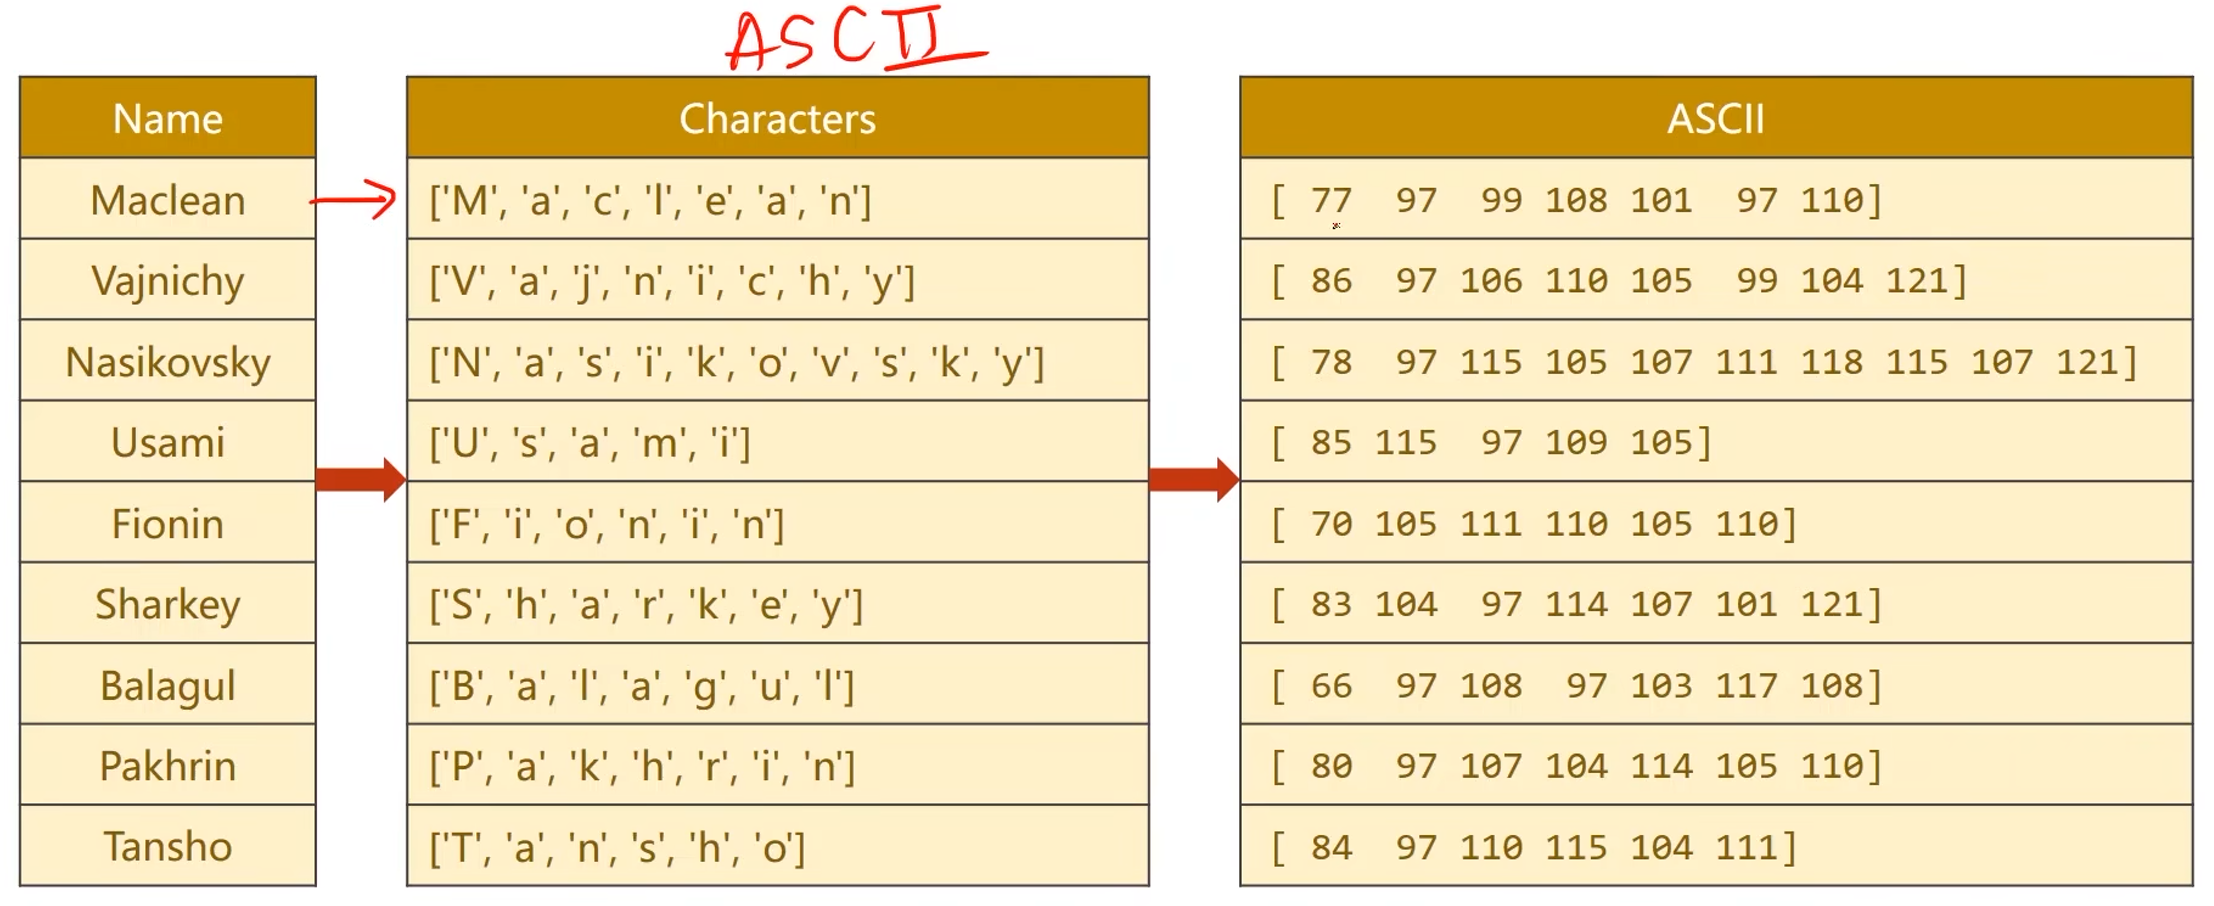 ASCII
Name Characters ASCII
Maclean ['M', 'a', 'c', 'l', 'e', 'a', 'n'] [ 77 97 99 108 101 97 110]
Vajnichy ['V', 'a', 'j', 'n', 'i', 'c', 'h', 'y'] [ 86 97 106 110 105 99 104 121]
Nasikovsky ['N', 'a', 's', 'i', 'k', 'o', 'v', 's', 'k', 'y'] [ 78 97 115 105 107 111 118 115 107 121]
Usami ['U', 's', 'a', 'm', 'i'] [ 85 115 97 109 105]
Fionin ['F', 'i', 'o', 'n', 'i', 'n'] [ 70 105 111 110 105 110]
Sharkey ['S', 'h', 'a', 'r', 'k', 'e', 'y'] [ 83 104 97 114 107 101 121]
Balagul ['B', 'a', 'l', 'a', 'g', 'u', 'l'] [ 66 97 108 97 103 117 108]
Pakhrin ['P', 'a', 'k', 'h', 'r', 'i', 'n'] [ 80 97 107 104 114 105 110]
Tansho ['T', 'a', 'n', 's', 'h', 'o'] [ 84 97 110 115 104 111]